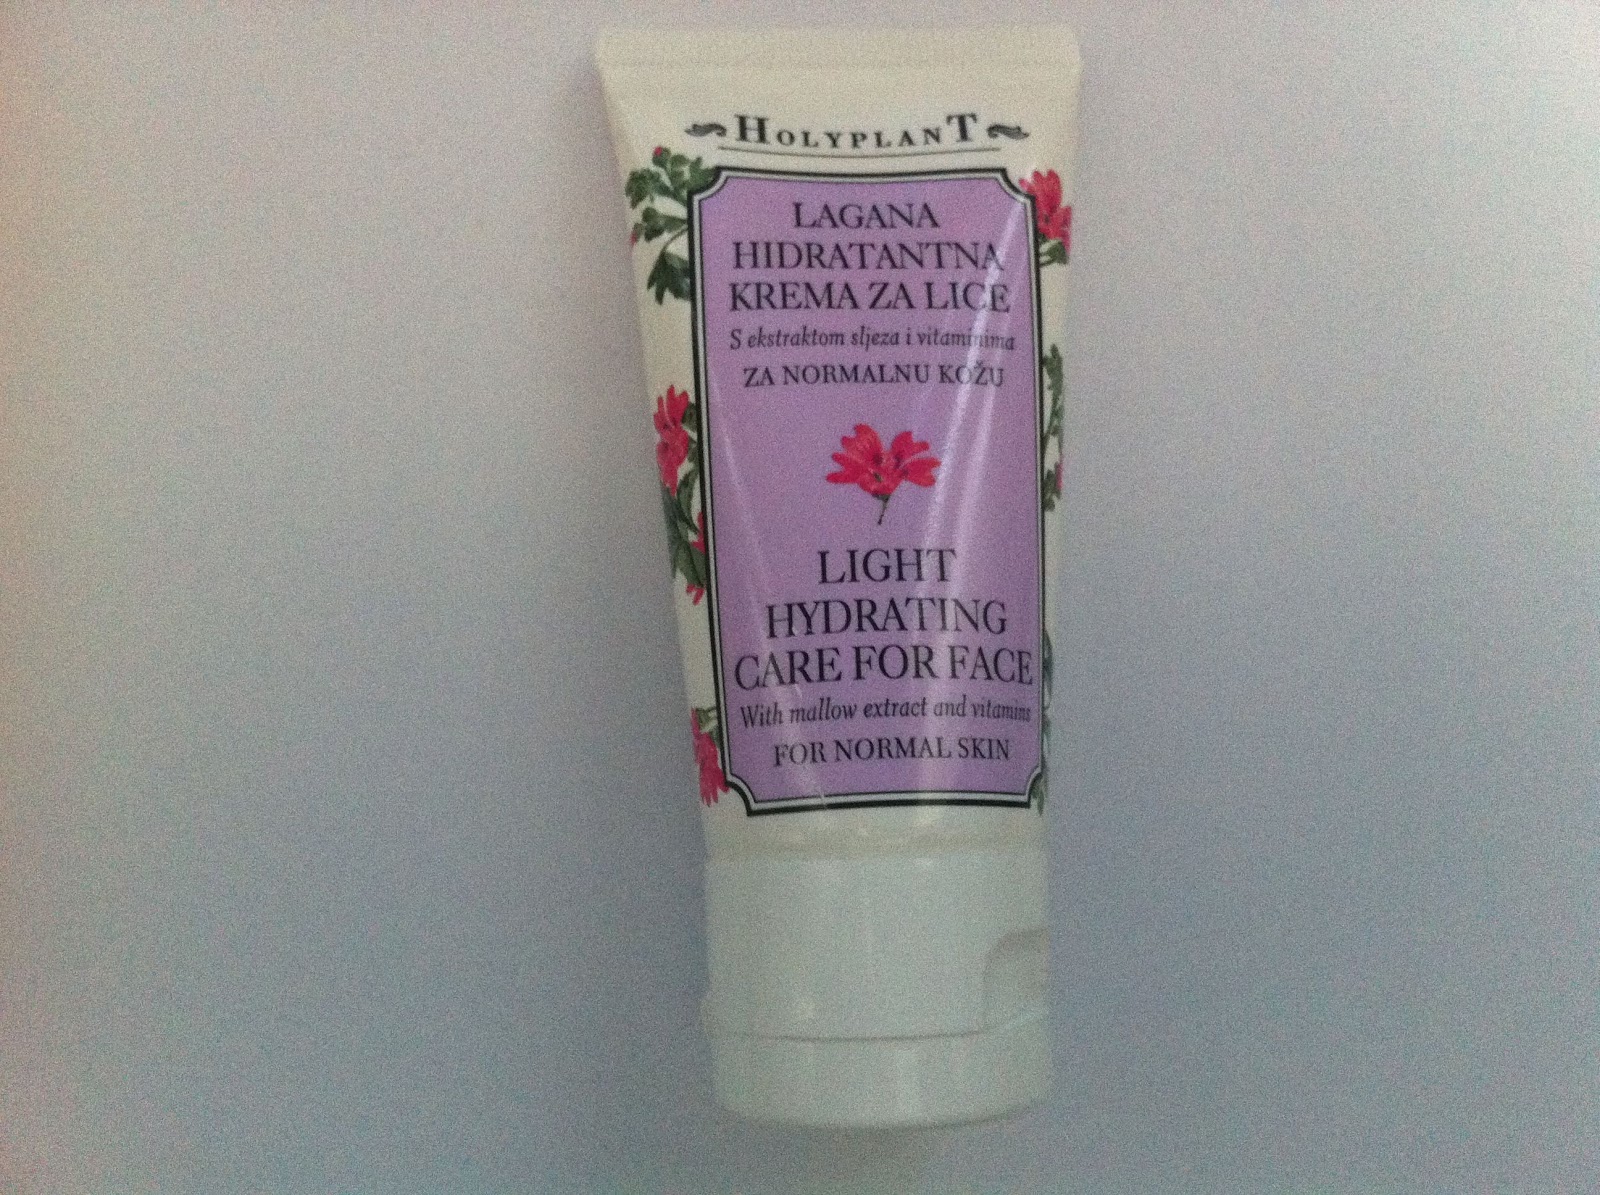 HOLYPLANT
LAGANA
HIDRATANTNA
KREMA ZA LICE
S ekstraktom sljeza i vitaminima
ZA NORMALNU KOŽU
LIGHT
HYDRATING
CARE FOR FACE
With mallow extract and vitamins
FOR NORMAL SKIN